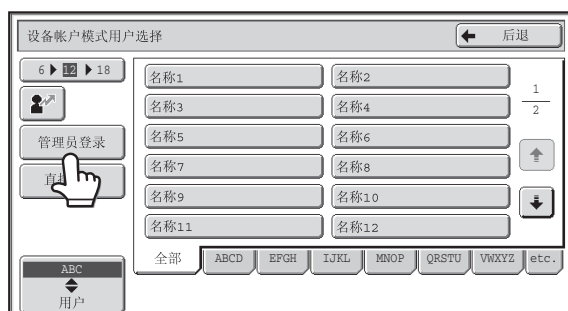 设备帐户模式用户选择
后退
6 12 18
名称1 名称2
1
2
名称3 名称4
管理员登录
名称5 名称6
名称7 名称8
直接
名称9 名称10
名称11 名称12
全部 ABCD EFGH IJKL MNOP QRSTU VWXYZ etc.
ABC
用户